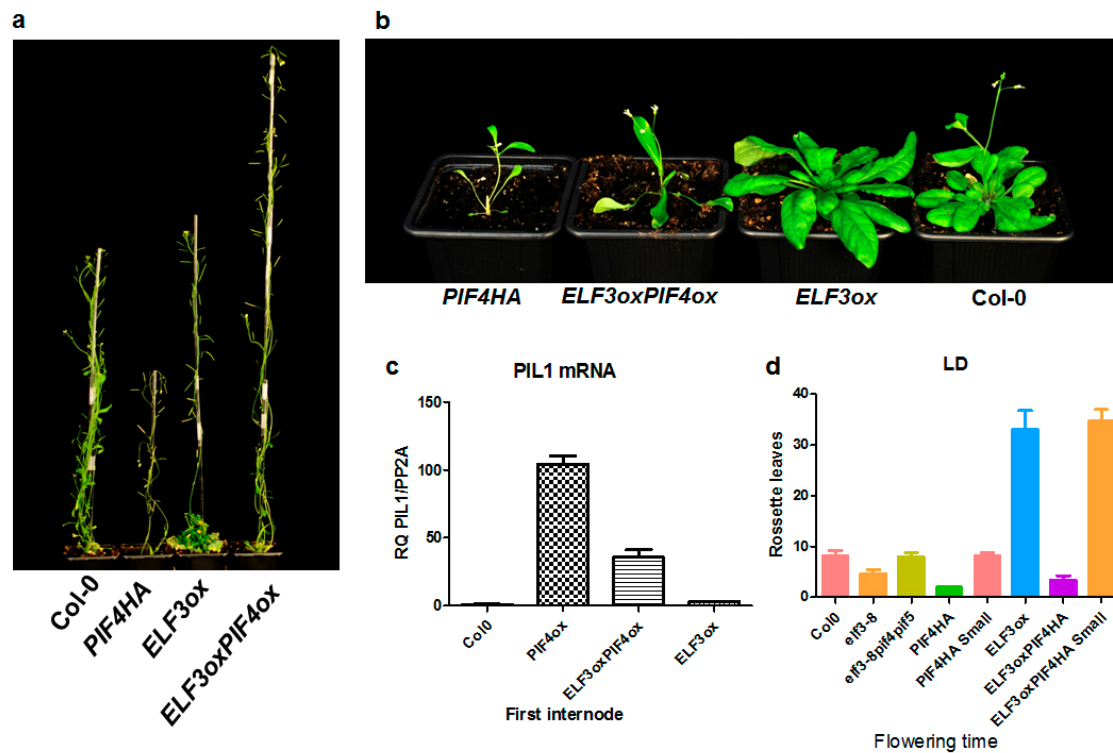 a
Col-0
PIF4HA
ELF3ox
ELF3oxPIF4ox
b
PIF4HA
ELF3oxPIF4ox
ELF3ox
Col-0
c
PIL1 mRNA
RQ PIL1/PP2A
150
100
50
0
Col0
PIF4ox
ELF3oxPIF4ox
ELF3ox
First internode
d
LD
Rossette leaves
40
30
20
10
0
Col0
elf3-8
elf3-8pif4pif5
PIF4HA
PIF4HA Small
ELF3ox
ELF3oxPIF4HA
ELF3oxPIF4HA Small
Flowering time